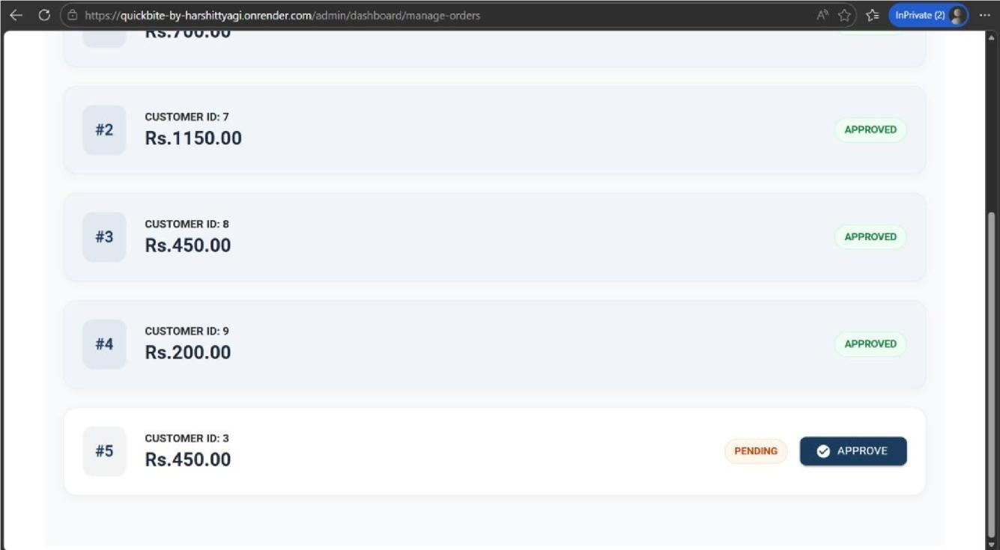 https://quickbite-by-harshittyagi.onrender.com/admin/dashboard/manage-orders
InPrivate (2)
Rs.700.00
#2
CUSTOMER ID: 7
Rs.1150.00
APPROVED
#3
CUSTOMER ID: 8
Rs.450.00
APPROVED
#4
CUSTOMER ID: 9
Rs.200.00
APPROVED
#5
CUSTOMER ID: 3
Rs.450.00
PENDING
APPROVE